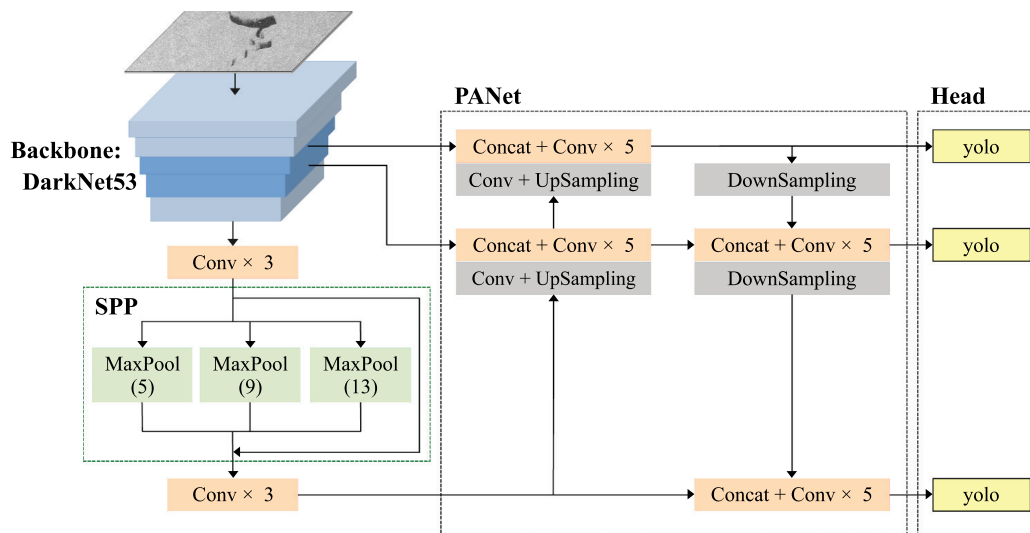 PANet
Head
Backbone:
DarkNet53
Concat + Conv × 5
yolo
Conv + UpSampling
DownSampling
Concat + Conv × 5
Concat + Conv × 5
yolo
Conv + UpSampling
DownSampling
Conv × 3
SPP
MaxPool
(5)
MaxPool
(9)
MaxPool
(13)
Conv × 3
Concat + Conv × 5
yolo